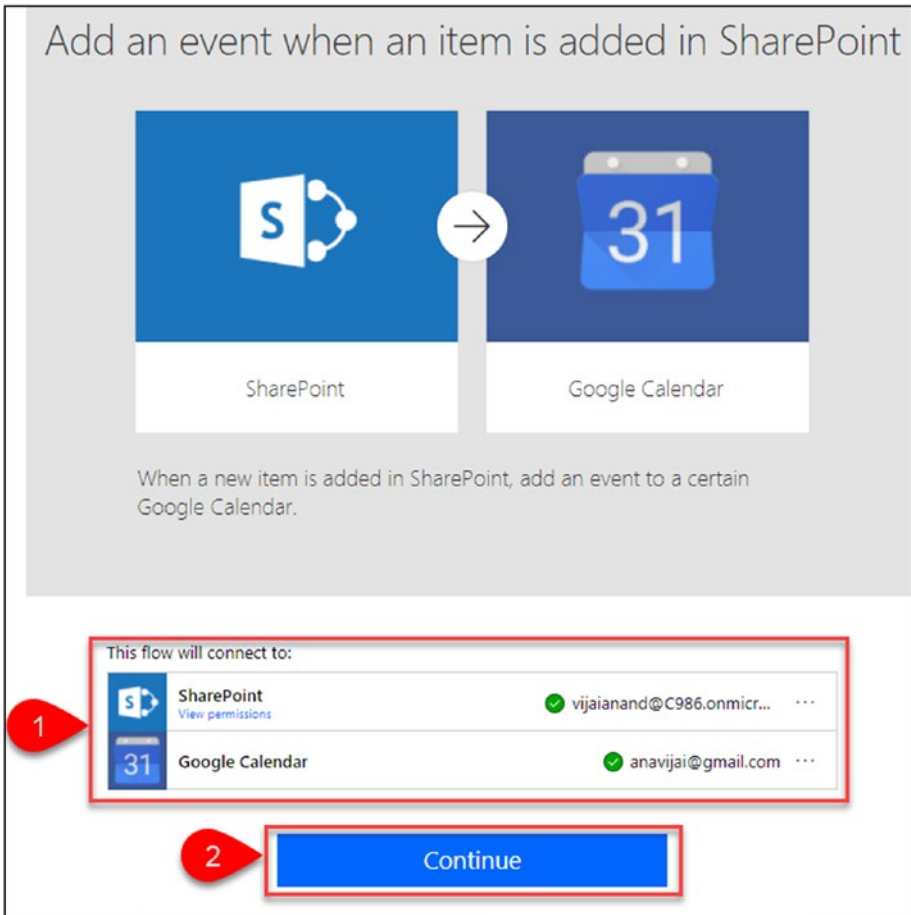 Add an event when an item is added in SharePoint
S
31
SharePoint
Google Calendar
When a new item is added in SharePoint, add an event to a certain
Google Calendar.
This flow will connect to:
1
S
SharePoint
vijaianand@C986.onmicr... ...
View permissions
31
Google Calendar
anavijai@gmail.com ...
2
Continue